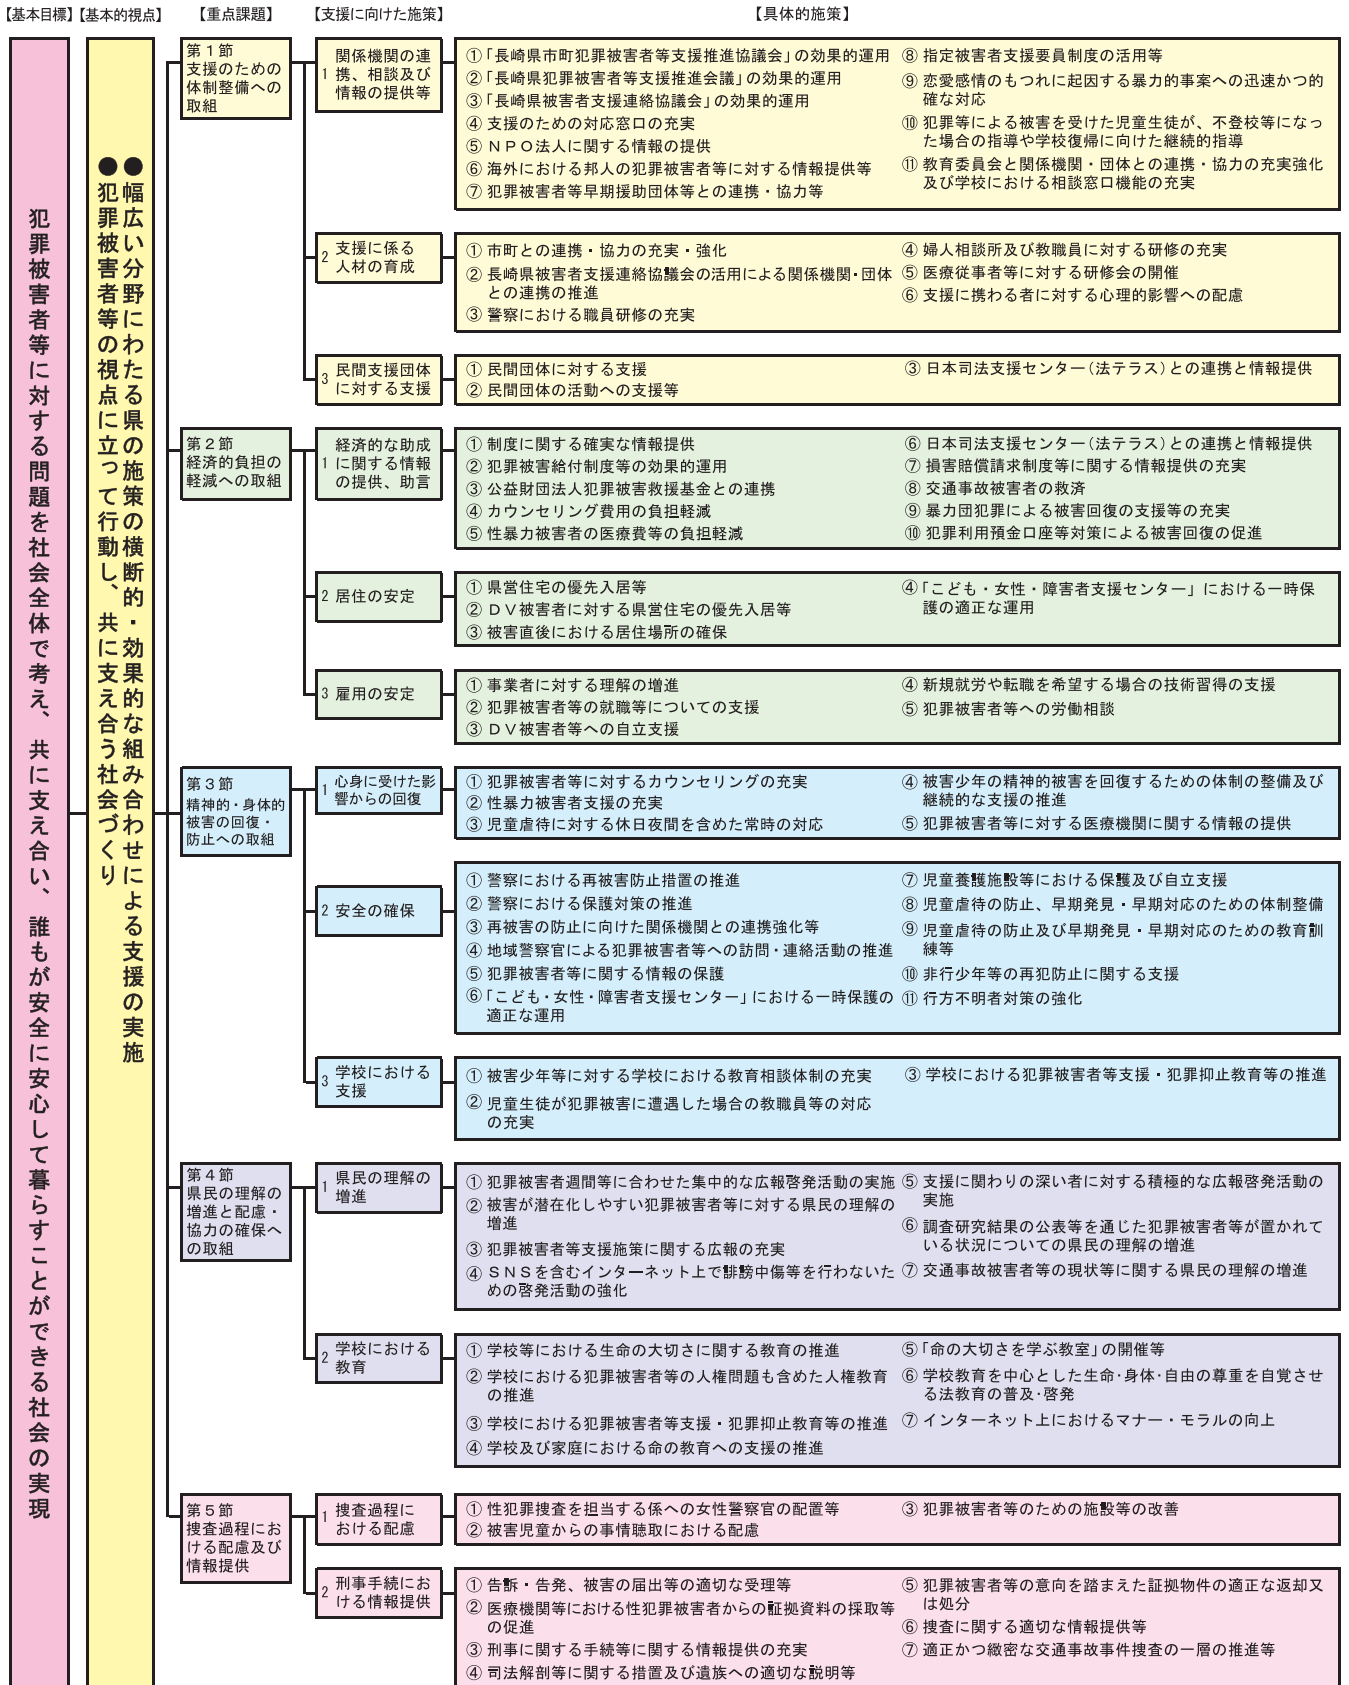 【基本目標】【基本的視点】　【重点課題】　【支援に向けた施策】　【具体的施策】
犯罪被害者等に対する問題を社会全体で考え、共に支え合い、誰もが安全に安心して暮らすことができる社会の実現
●幅広い分野にわたる県の施策の横断的・効果的な組み合わせによる支援の実施
●犯罪被害者等の視点に立って行動し、共に支え合う社会づくり
第１節
支援のための
体制整備への
取組
1 関係機関の連
携、相談及び
情報の提供等
①「長崎県市町犯罪被害者等支援推進協議会」の効果的運用
②「長崎県犯罪被害者等支援推進会議」の効果的運用
③「長崎県被害者支援連絡協議会」の効果的運用
④ 支援のための対応窓口の充実
⑤ ＮＰＯ法人に関する情報の提供
⑥ 海外における邦人の犯罪被害者等に対する情報提供等
⑦ 犯罪被害者等早期援助団体等との連携・協力等
⑧ 指定被害者支援要員制度の活用等
⑨ 恋愛感情のもつれに起因する暴力的事案への迅速かつ的
確な対応
⑩ 犯罪等による被害を受けた児童生徒が、不登校等になっ
た場合の指導や学校復帰に向けた継続的指導
⑪ 教育委員会と関係機関・団体との連携・協力の充実強化
及び学校における相談窓口機能の充実
2 支援に係る
人材の育成
① 市町との連携・協力の充実・強化
② 長崎県被害者支援連絡協議会の活用による関係機関・団体
との連携の推進
③ 警察における職員研修の充実
④ 婦人相談所及び教職員に対する研修の充実
⑤ 医療従事者等に対する研修会の開催
⑥ 支援に携わる者に対する心理的影響への配慮
3 民間支援団体
に対する支援
① 民間団体に対する支援
② 民間団体の活動への支援等
③ 日本司法支援センター（法テラス）との連携と情報提供
第２節
経済的負担の
軽減への取組
1 経済的な助成
に関する情報
の提供、助言
① 制度に関する確実な情報提供
② 犯罪被害給付制度等の効果的運用
③ 公益財団法人犯罪被害救援基金との連携
④ カウンセリング費用の負担軽減
⑤ 性暴力被害者の医療費等の負担軽減
⑥ 日本司法支援センター（法テラス）との連携と情報提供
⑦ 損害賠償請求制度等に関する情報提供の充実
⑧ 交通事故被害者の救済
⑨ 暴力団犯罪による被害回復の支援等の充実
⑩ 犯罪利用預金口座等対策による被害回復の促進
2 居住の安定
① 県営住宅の優先入居等
② ＤＶ被害者に対する県営住宅の優先入居等
③ 被害直後における居住場所の確保
④「こども・女性・障害者支援センター」における一時保
護の適正な運用
3 雇用の安定
① 事業者に対する理解の増進
② 犯罪被害者等の就職等についての支援
③ ＤＶ被害者等への自立支援
④ 新規就労や転職を希望する場合の技術習得の支援
⑤ 犯罪被害者等への労働相談
第３節
精神的・身体的
被害の回復・
防止への取組
1 心身に受けた影
響からの回復
① 犯罪被害者等に対するカウンセリングの充実
② 性暴力被害者支援の充実
③ 児童虐待に対する休日夜間を含めた常時の対応
④ 被害少年の精神的被害を回復するための体制の整備及び
継続的な支援の推進
⑤ 犯罪被害者等に対する医療機関に関する情報の提供
2 安全の確保
① 警察における再被害防止措置の推進
② 警察における保護対策の推進
③ 再被害の防止に向けた関係機関との連携強化等
④ 地域警察官による犯罪被害者等への訪問・連絡活動の推進
⑤ 犯罪被害者等に関する情報の保護
⑥「こども・女性・障害者支援センター」における一時保護の
適正な運用
⑦ 児童養護施設等における保護及び自立支援
⑧ 児童虐待の防止、早期発見・早期対応のための体制整備
⑨ 児童虐待の防止及び早期発見・早期対応のための教育訓
練等
⑩ 非行少年等の再犯防止に関する支援
⑪ 行方不明者対策の強化
3 学校における
支援
① 被害少年等に対する学校における教育相談体制の充実
② 児童生徒が犯罪被害に遭遇した場合の教職員等の対応
の充実
③ 学校における犯罪被害者等支援・犯罪抑止教育等の推進
第４節
県民の理解の
増進と配慮・
協力の確保へ
の取組
1 県民の理解の
増進
① 犯罪被害者週間等に合わせた集中的な広報啓発活動の実施
② 被害が潜在化しやすい犯罪被害者等に対する県民の理解の
増進
③ 犯罪被害者等支援施策に関する広報の充実
④ ＳＮＳを含むインターネット上で誹謗中傷等を行わないた
めの啓発活動の強化
⑤ 支援に関わりの深い者に対する積極的な広報啓発活動の
実施
⑥ 調査研究結果の公表等を通じた犯罪被害者等が置かれて
いる状況についての県民の理解の増進
⑦ 交通事故被害者等の現状等に関する県民の理解の増進
2 学校における
教育
① 学校等における生命の大切さに関する教育の推進
② 学校における犯罪被害者等の人権問題も含めた人権教育
の推進
③ 学校における犯罪被害者等支援・犯罪抑止教育等の推進
④ 学校及び家庭における命の教育への支援の推進
⑤「命の大切さを学ぶ教室」の開催等
⑥ 学校教育を中心とした生命・身体・自由の尊重を自覚させ
る法教育の普及・啓発
⑦ インターネット上におけるマナー・モラルの向上
第５節
捜査過程にお
ける配慮及び
情報提供
1 捜査過程に
おける配慮
① 性犯罪捜査を担当する係への女性警察官の配置等
② 被害児童からの事情聴取における配慮
③ 犯罪被害者等のための施設等の改善
2 刑事手続にお
ける情報提供
① 告訴・告発、被害の届出等の適切な受理等
② 医療機関等における性犯罪被害者からの証拠資料の採取等
の促進
③ 刑事に関する手続等に関する情報提供の充実
④ 司法解剖等に関する措置及び遺族への適切な説明等
⑤ 犯罪被害者等の意向を踏まえた証拠物件の適正な返却又
は処分
⑥ 捜査に関する適切な情報提供等
⑦ 適正かつ緻密な交通事故事件捜査の一層の推進等